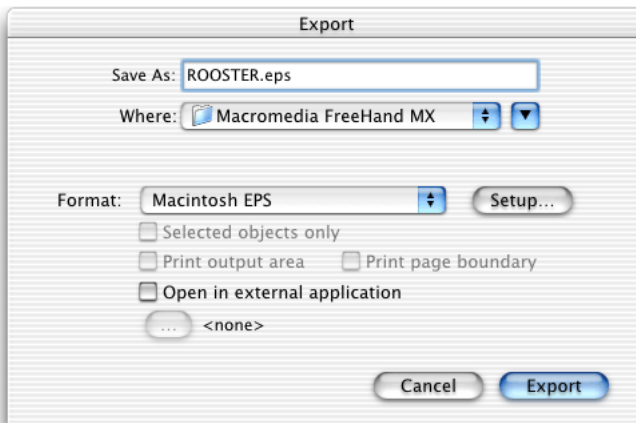 Export
Save As: ROOSTER.eps
Where: Macromedia FreeHand MX
Format: Macintosh EPS Setup...
Selected objects only
Print output area Print page boundary
Open in external application
... <none>
Cancel Export